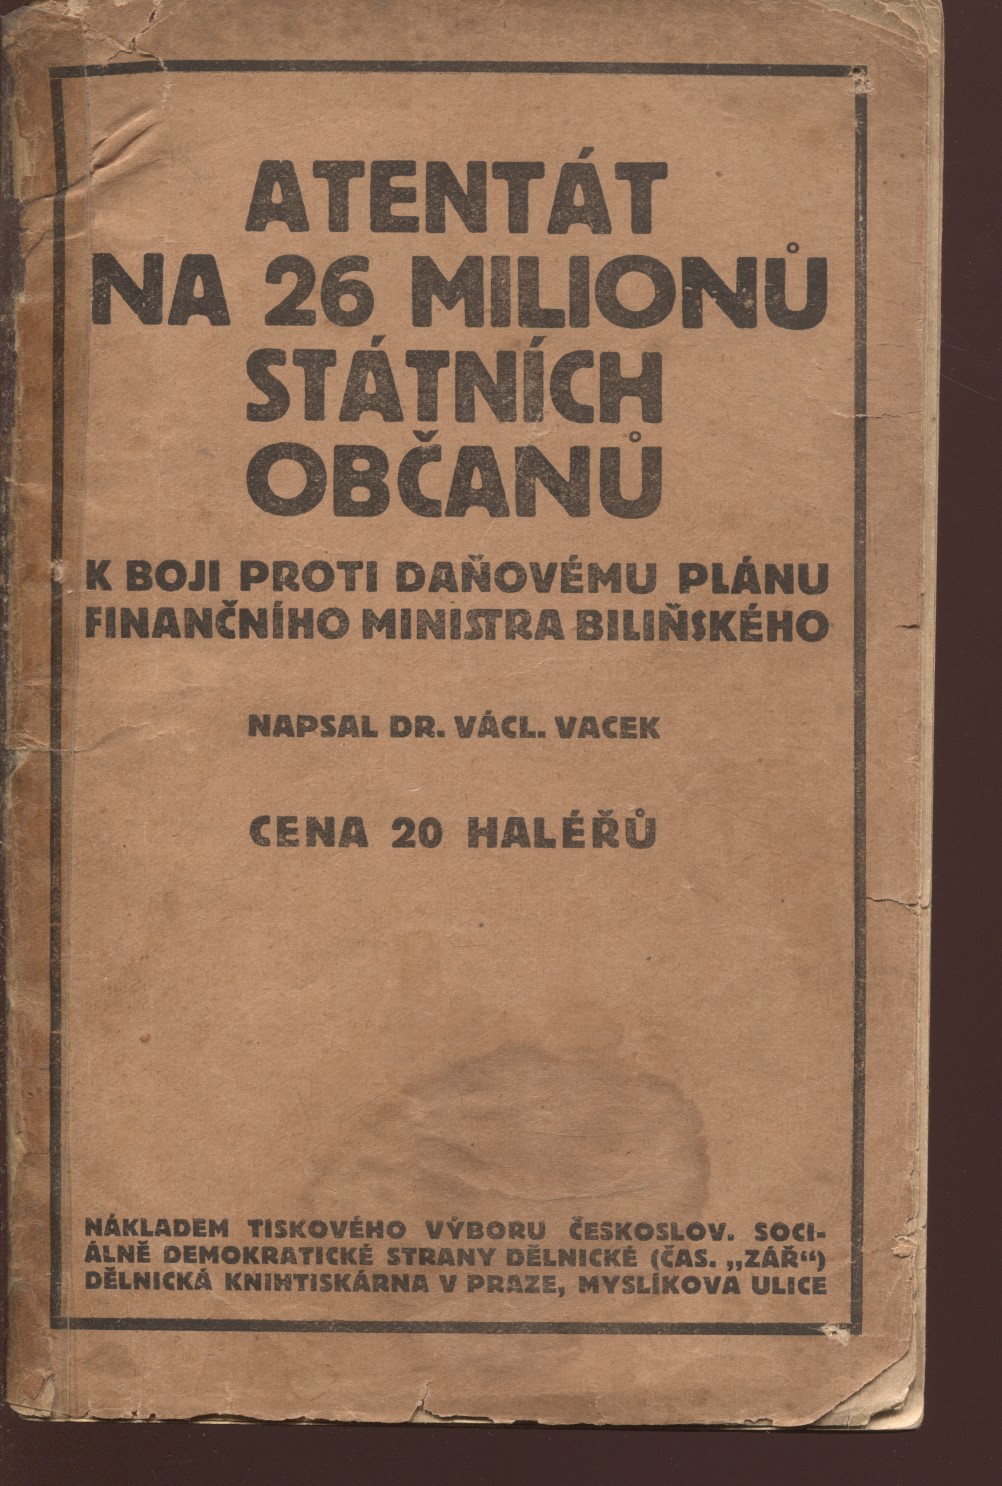 ATENTÁT
NA 26 MILIONŮ
STÁTNÍCH
OBČANŮ
K BOJI PROTI DAŇOVÉMU PLÁNU
FINANČNÍHO MINISTRA BILIŇSKÉHO
NAPSAL DR. VÁCL. VACEK
CENA 20 HALÉŘŮ
NÁKLADEM TISKOVÉHO VÝBORU ČESKOSLOV. SOCI-
ÁLNĚ DEMOKRATICKÉ STRANY DĚLNICKÉ (ČAS. „ZÁŘ“)
DĚLNICKÁ KNIHTISKÁRNA V PRAZE, MYSLÍKOVA ULICE